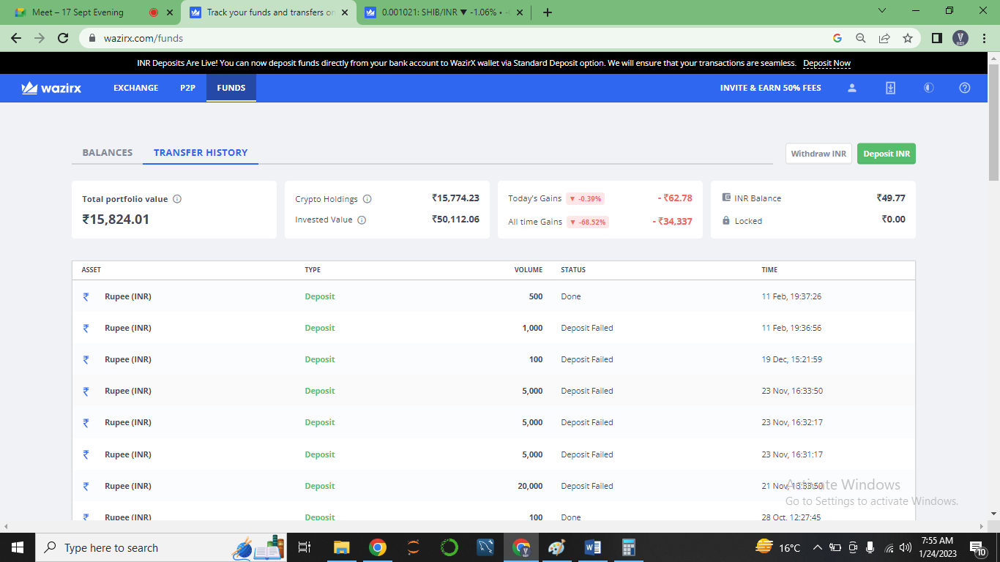 Meet – 17 Sept Evening
Track your funds and transfers on
0.001021: SHIB/INR ▼ -1.06% •
wazirx.com/funds
INR Deposits Are Live! You can now deposit funds directly from your bank account to WazirX wallet via Standard Deposit option. We will ensure that your transactions are seamless. Deposit Now
wazirx EXCHANGE P2P FUNDS INVITE & EARN 50% FEES
BALANCES TRANSFER HISTORY Withdraw INR Deposit INR
Total portfolio value
₹15,824.01
Crypto Holdings ₹15,774.23
Invested Value ₹50,112.06
Today's Gains ▼ -0.39% - ₹62.78
All time Gains ▼ -68.52% - ₹34,337
INR Balance ₹49.77
Locked ₹0.00
ASSET TYPE VOLUME STATUS TIME
₹ Rupee (INR) Deposit 500 Done 11 Feb, 19:37:26
₹ Rupee (INR) Deposit 1,000 Deposit Failed 11 Feb, 19:36:56
₹ Rupee (INR) Deposit 100 Deposit Failed 19 Dec, 15:21:59
₹ Rupee (INR) Deposit 5,000 Deposit Failed 23 Nov, 16:33:50
₹ Rupee (INR) Deposit 5,000 Deposit Failed 23 Nov, 16:32:17
₹ Rupee (INR) Deposit 5,000 Deposit Failed 23 Nov, 16:31:17
₹ Rupee (INR) Deposit 20,000 Deposit Failed 21 Nov,
₹ Rupee (INR) Deposit 100 Done 28 Oct, 12:27:45
Activate Windows
Go to Settings to activate Windows.
Type here to search
16°C
7:55 AM
1/24/2023
10